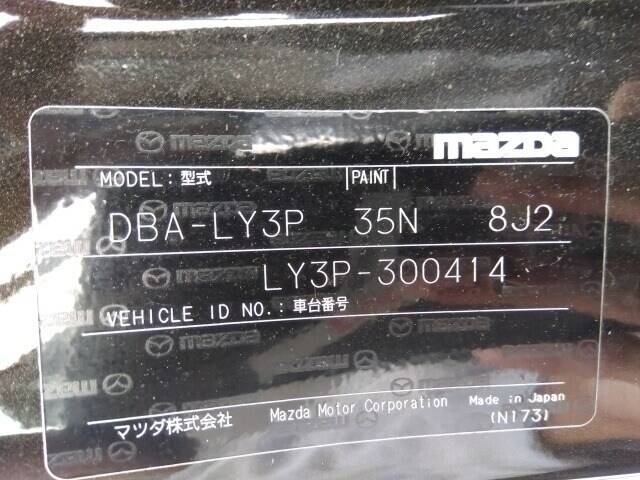 mazda
MODEL: 型式 PAINT
DBA-LY3P 35N 8J2
LY3P-300414
VEHICLE ID NO.: 車台番号
マツダ株式会社 Mazda Motor Corporation Made in Japan
(N173)